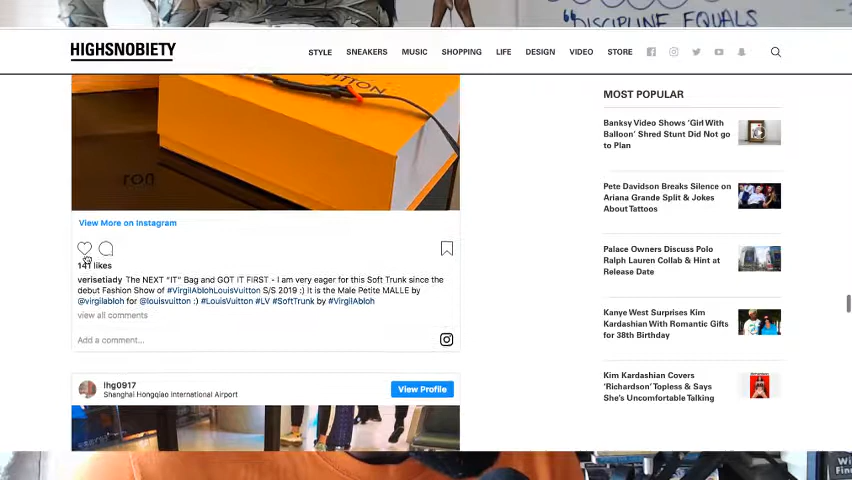 "DISCIPLINE EQUALS
HIGHSNOBIETY
STYLE SNEAKERS MUSIC SHOPPING LIFE DESIGN VIDEO STORE
View More on Instagram
141 likes
verisetiady The NEXT "IT" Bag and GOT IT FIRST - I am very eager for this Soft Trunk since the
debut Fashion Show of #VirgilAblohLouisVuitton S/S 2019 :) It is the Male Petite MALLE by
@virgilabloh for @louisvuitton :) #LouisVuitton #LV #SoftTrunk by #VirgilAbloh
view all comments
Add a comment...
lhg0917
Shanghai Hongqiao International Airport
View Profile
MOST POPULAR
Banksy Video Shows 'Girl With
Balloon' Shred Stunt Did Not go
to Plan
Pete Davidson Breaks Silence on
Ariana Grande Split & Jokes
About Tattoos
Palace Owners Discuss Polo
Ralph Lauren Collab & Hint at
Release Date
Kanye West Surprises Kim
Kardashian With Romantic Gifts
for 38th Birthday
Kim Kardashian Covers
'Richardson' Topless & Says
She's Uncomfortable Talking